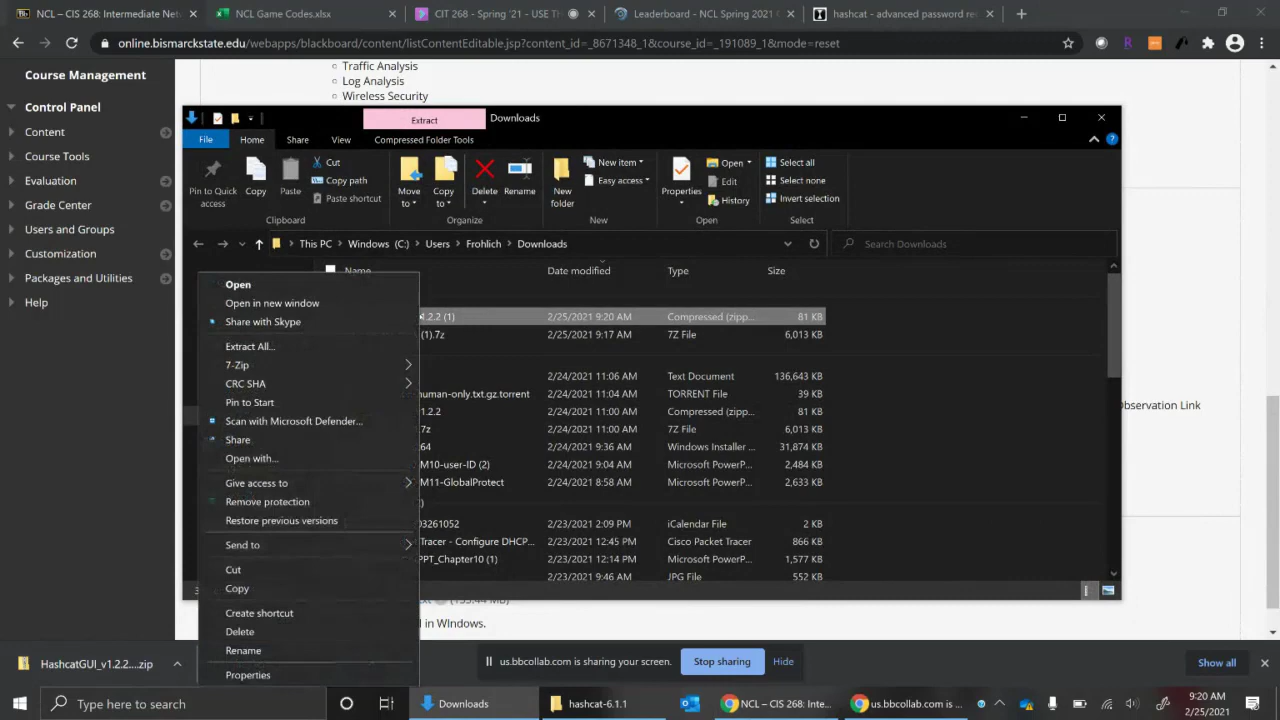 NCL – CIS 268: Intermediate Netw
NCL Game Codes.xlsx
CIT 268 - Spring '21 - USE Th
Leaderboard - NCL Spring 2021 G
hashcat - advanced password rec
online.bismarckstate.edu/webapps/blackboard/content/listContentEditable.jsp?content_id=_8671348_1&course_id=_191089_1&mode=reset
Course Management
Control Panel
Content
Course Tools
Evaluation
Grade Center
Users and Groups
Customization
Packages and Utilities
Help
Traffic Analysis
Log Analysis
Wireless Security
Extract
Downloads
File
Home
Share
View
Compressed Folder Tools
Pin to Quick access
Copy
Paste
Cut
Copy path
Paste shortcut
Clipboard
Move to
Copy to
Delete
Rename
Organize
New folder
New item
Easy access
New
Properties
Open
Edit
History
Open
Select all
Select none
Invert selection
Select
This PC
Windows (C:)
Users
Frohlich
Downloads
Search Downloads
Name
Date modified
Type
Size
1.2.2 (1) 2/25/2021 9:20 AM Compressed (zipp... 81 KB
(1).7z 2/25/2021 9:17 AM 7Z File 6,013 KB
2/24/2021 11:06 AM Text Document 136,643 KB
human-only.txt.gz.torrent 2/24/2021 11:04 AM TORRENT File 39 KB
1.2.2 2/24/2021 11:00 AM Compressed (zipp... 81 KB
.7z 2/24/2021 11:00 AM 7Z File 6,013 KB
64 2/24/2021 9:36 AM Windows Installer ... 31,874 KB
M10-user-ID (2) 2/24/2021 9:04 AM Microsoft PowerP... 2,484 KB
M11-GlobalProtect 2/24/2021 8:58 AM Microsoft PowerP... 2,633 KB
)
03261052 2/23/2021 2:09 PM iCalendar File 2 KB
Tracer - Configure DHCP... 2/23/2021 12:45 PM Cisco Packet Tracer 866 KB
PPT_Chapter10 (1) 2/23/2021 12:14 PM Microsoft PowerP... 1,577 KB
2/23/2021 9:46 AM JPG File 552 KB
Open
Open in new window
Share with Skype
Extract All...
7-Zip
CRC SHA
Pin to Start
Scan with Microsoft Defender...
Share
Open with...
Give access to
Remove protection
Restore previous versions
Send to
Cut
Copy
Create shortcut
Delete
Rename
Properties
Observation Link
d in WIndows.
HashcatGUI_v1.2.2....zip
us.bbcollab.com is sharing your screen.
Stop sharing
Hide
Show all
Type here to search
Downloads
hashcat-6.1.1
NCL – CIS 268: Inte...
us.bbcollab.com is ...
9:20 AM
2/25/2021